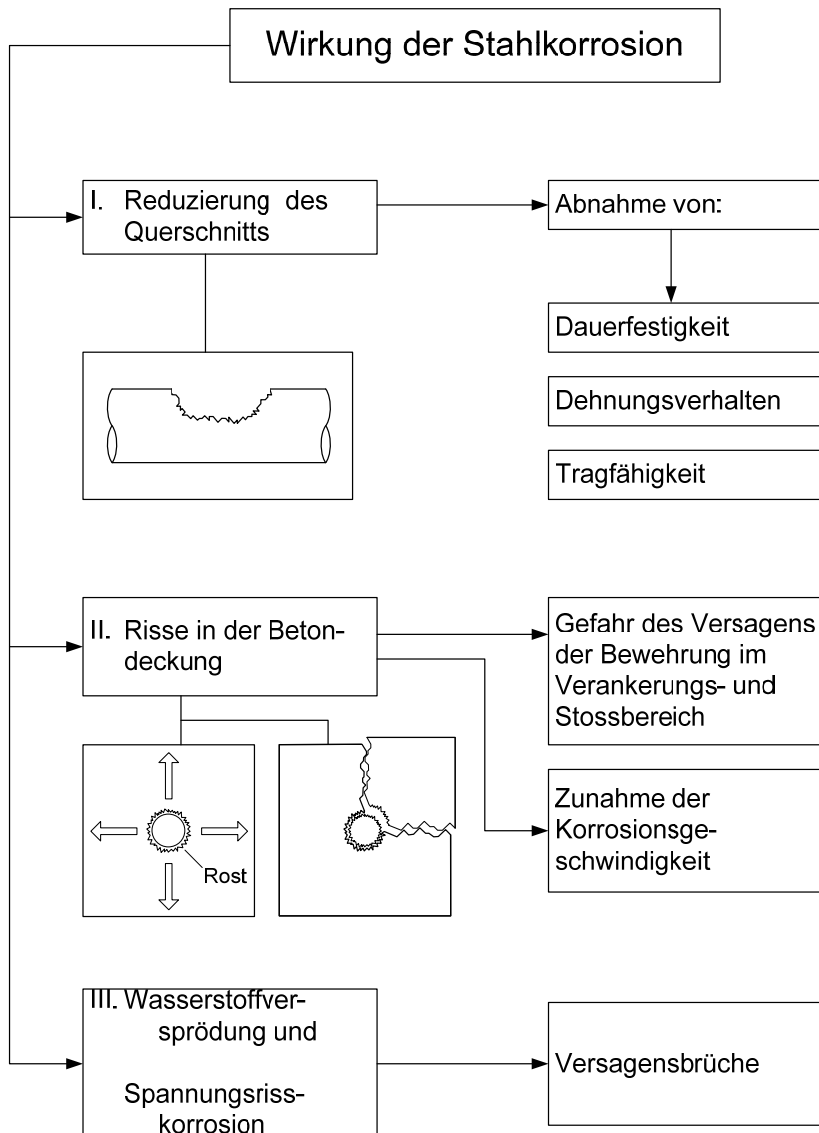 Wirkung der Stahlkorrosion
I. Reduzierung des
Querschnitts
Abnahme von:
Dauerfestigkeit
Dehnungsverhalten
Tragfähigkeit
II. Risse in der Beton-
deckung
Gefahr des Versagens
der Bewehrung im
Verankerungs- und
Stossbereich
Rost
Zunahme der
Korrosionsge-
schwindigkeit
III. Wasserstoffver-
sprödung und
Spannungsriss-
korrosion
Versagensbrüche